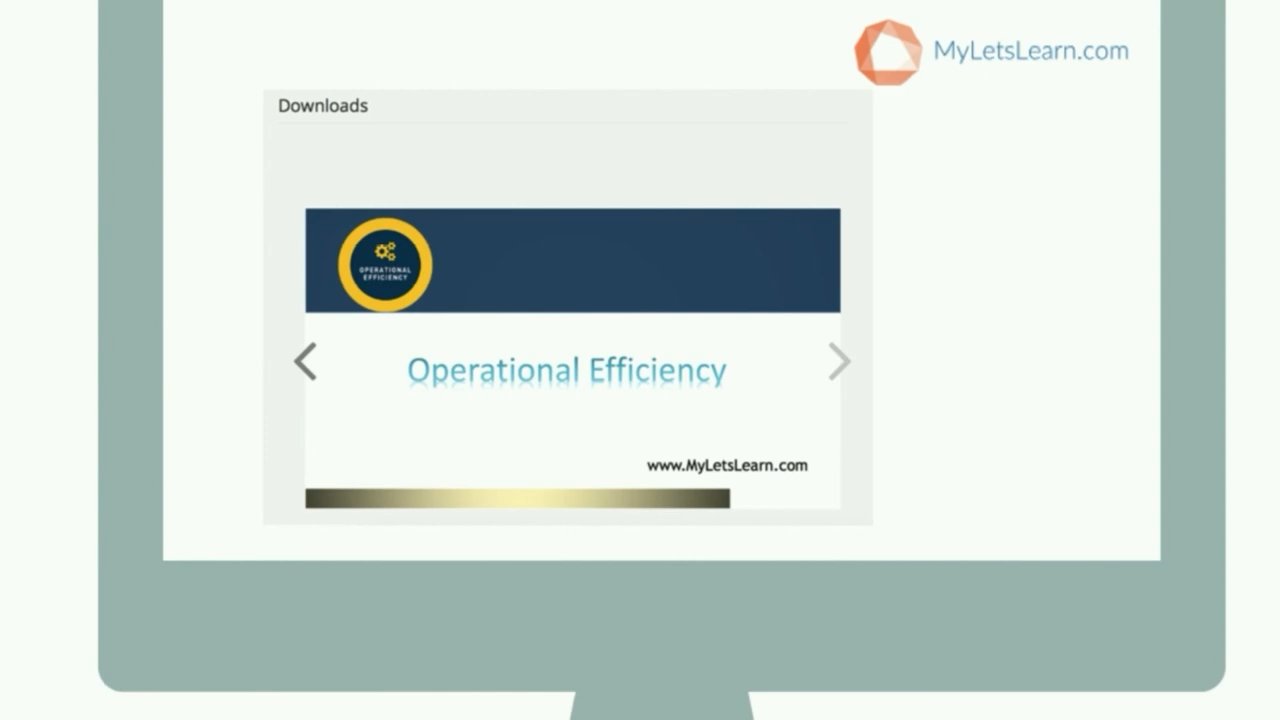 MyLetsLearn.com
Downloads
OPERATIONAL
EFFICIENCY
Operational Efficiency
www.MyLetsLearn.com